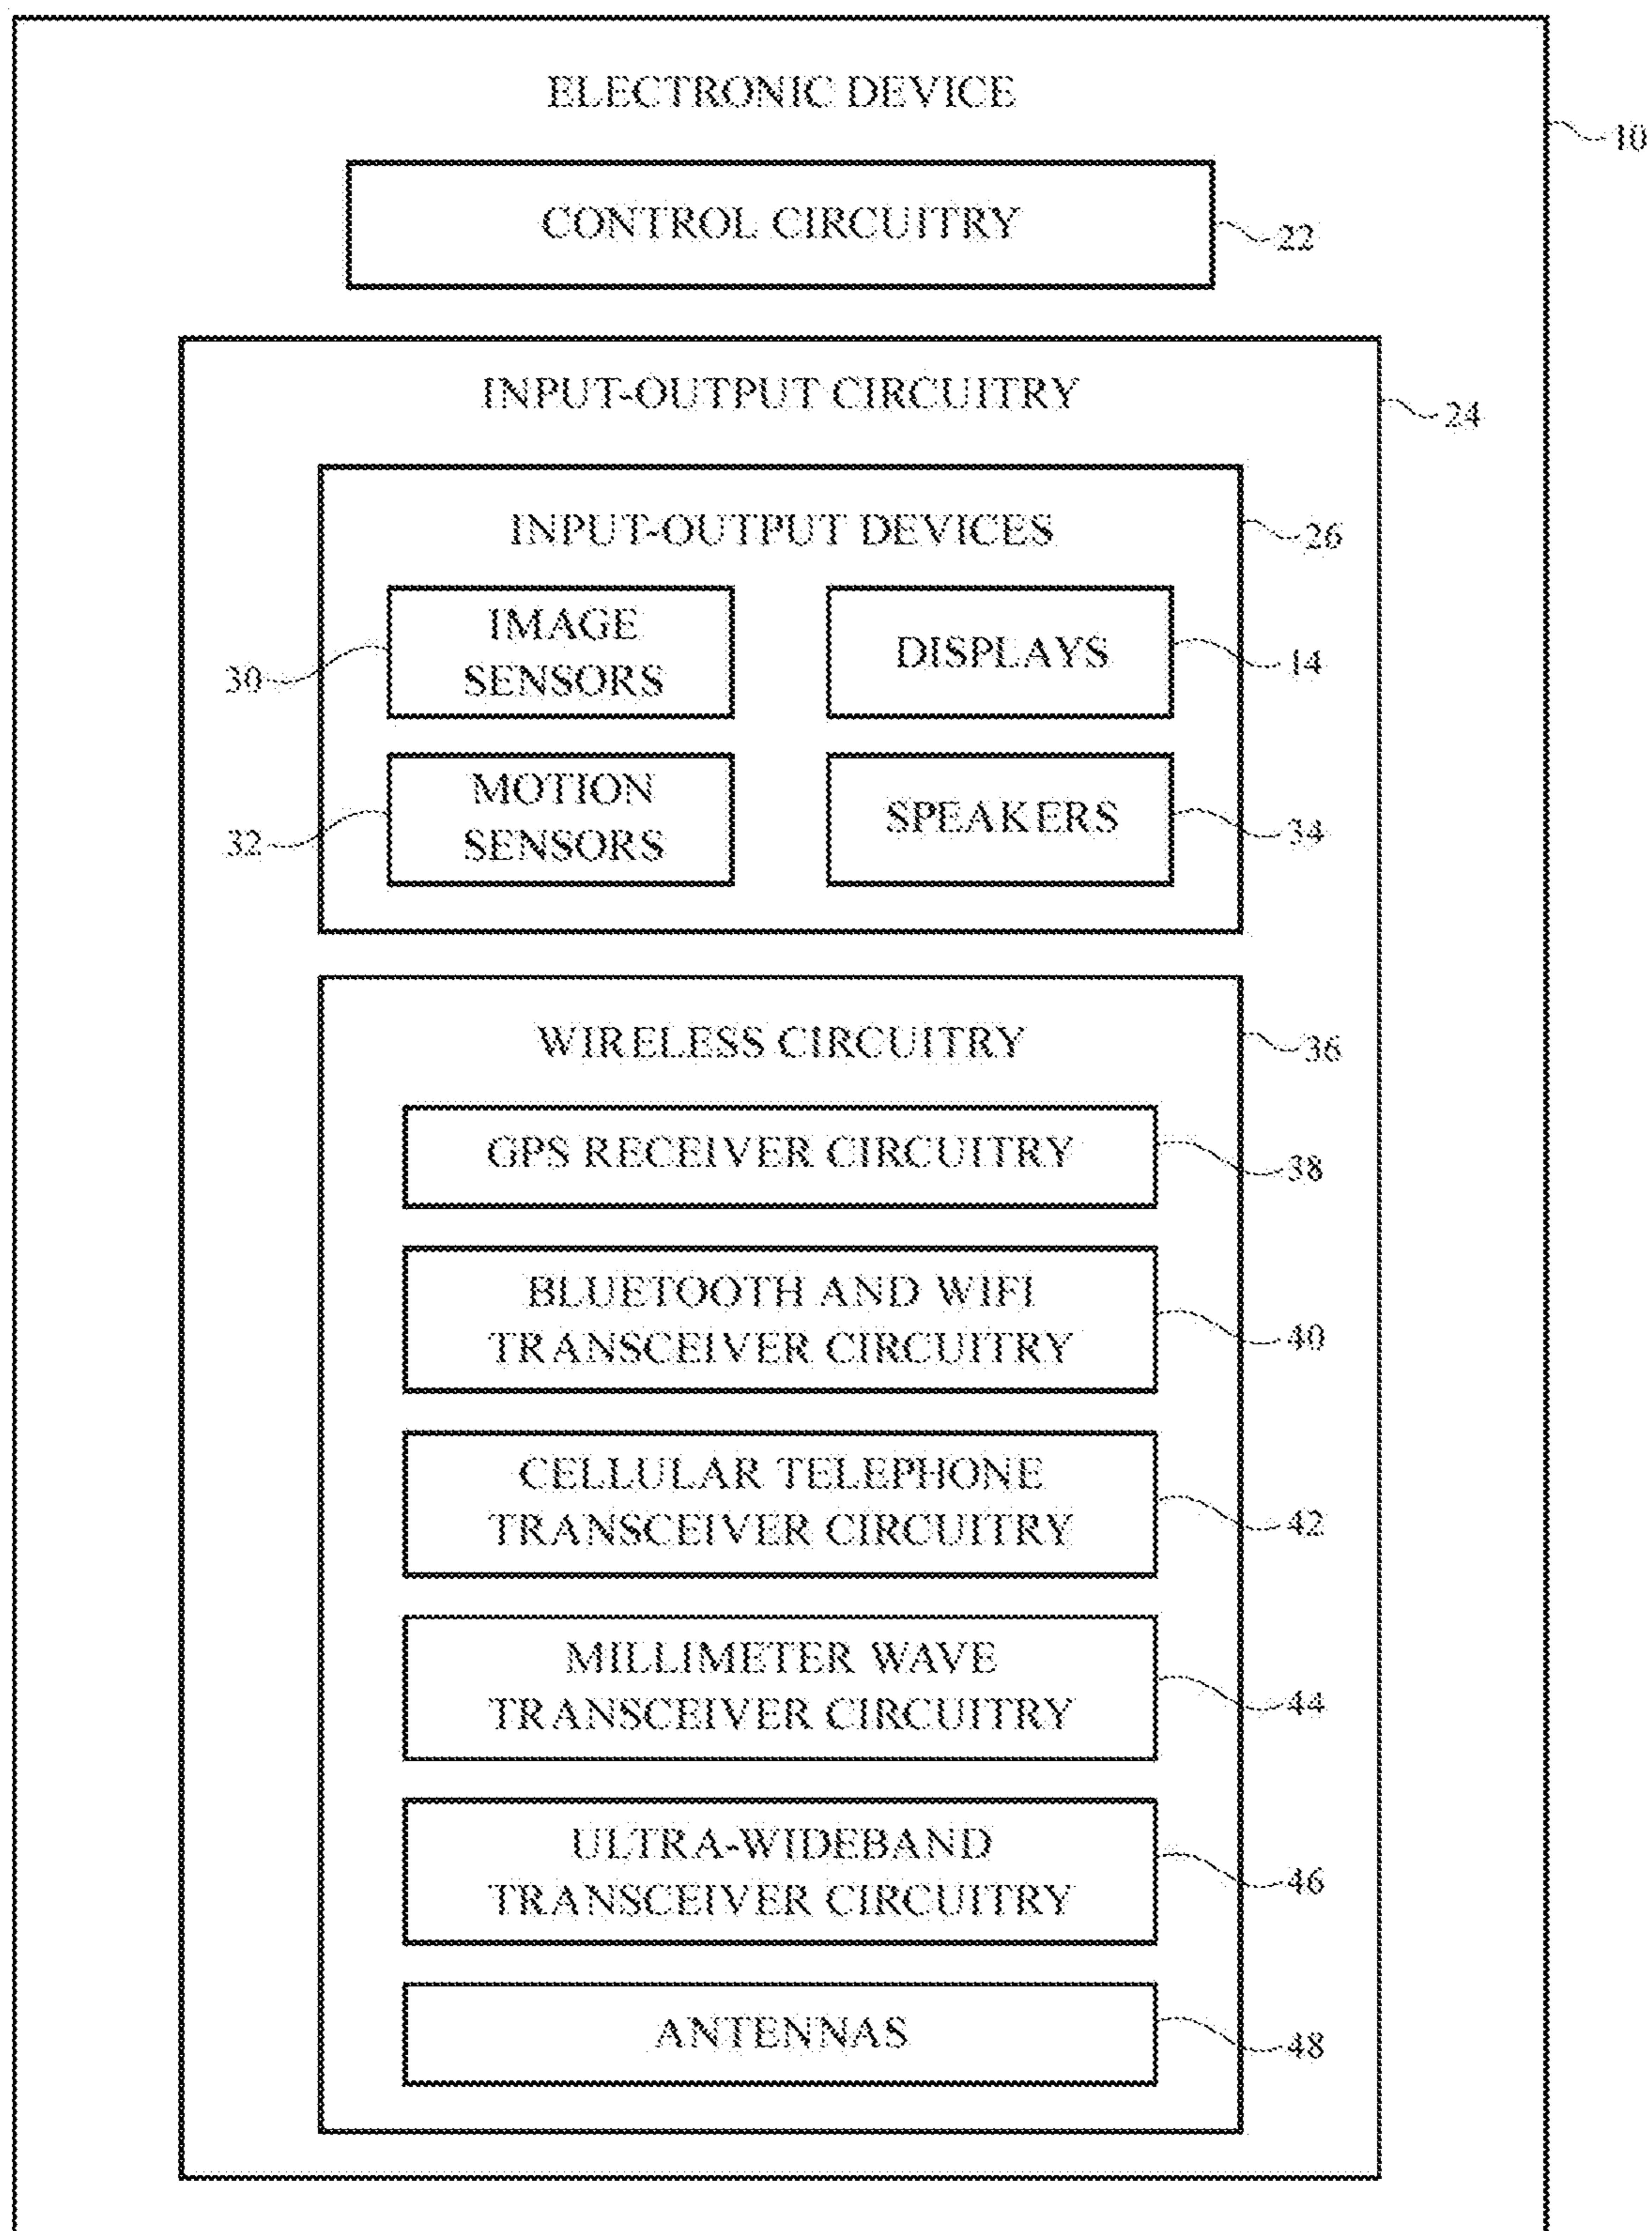 ELECTRONIC DEVICE
10
CONTROL CIRCUITRY
22
INPUT-OUTPUT CIRCUITRY
24
INPUT-OUTPUT DEVICES
26
IMAGE
SENSORS
30
DISPLAYS
14
MOTION
SENSORS
32
SPEAKERS
34
WIRELESS CIRCUITRY
36
GPS RECEIVER CIRCUITRY
38
BLUETOOTH AND WIFI
TRANSCEIVER CIRCUITRY
40
CELLULAR TELEPHONE
TRANSCEIVER CIRCUITRY
42
MILLIMETER WAVE
TRANSCEIVER CIRCUITRY
44
ULTRA-WIDEBAND
TRANSCEIVER CIRCUITRY
46
ANTENNAS
48